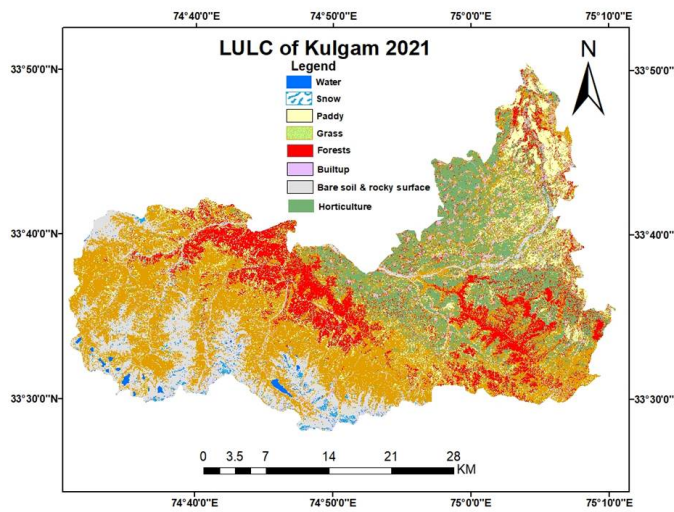 74°40'0"E 74°50'0"E 75°0'0"E 75°10'0"E
LULC of Kulgam 2021
N
Legend
Water
Snow
Paddy
Grass
Forests
Builtup
Bare soil & rocky surface
Horticulture
33°50'0"N 33°50'0"N
33°40'0"N 33°40'0"N
33°30'0"N 33°30'0"N
0 3.5 7 14 21 28
KM
74°40'0"E 74°50'0"E 75°0'0"E 75°10'0"E